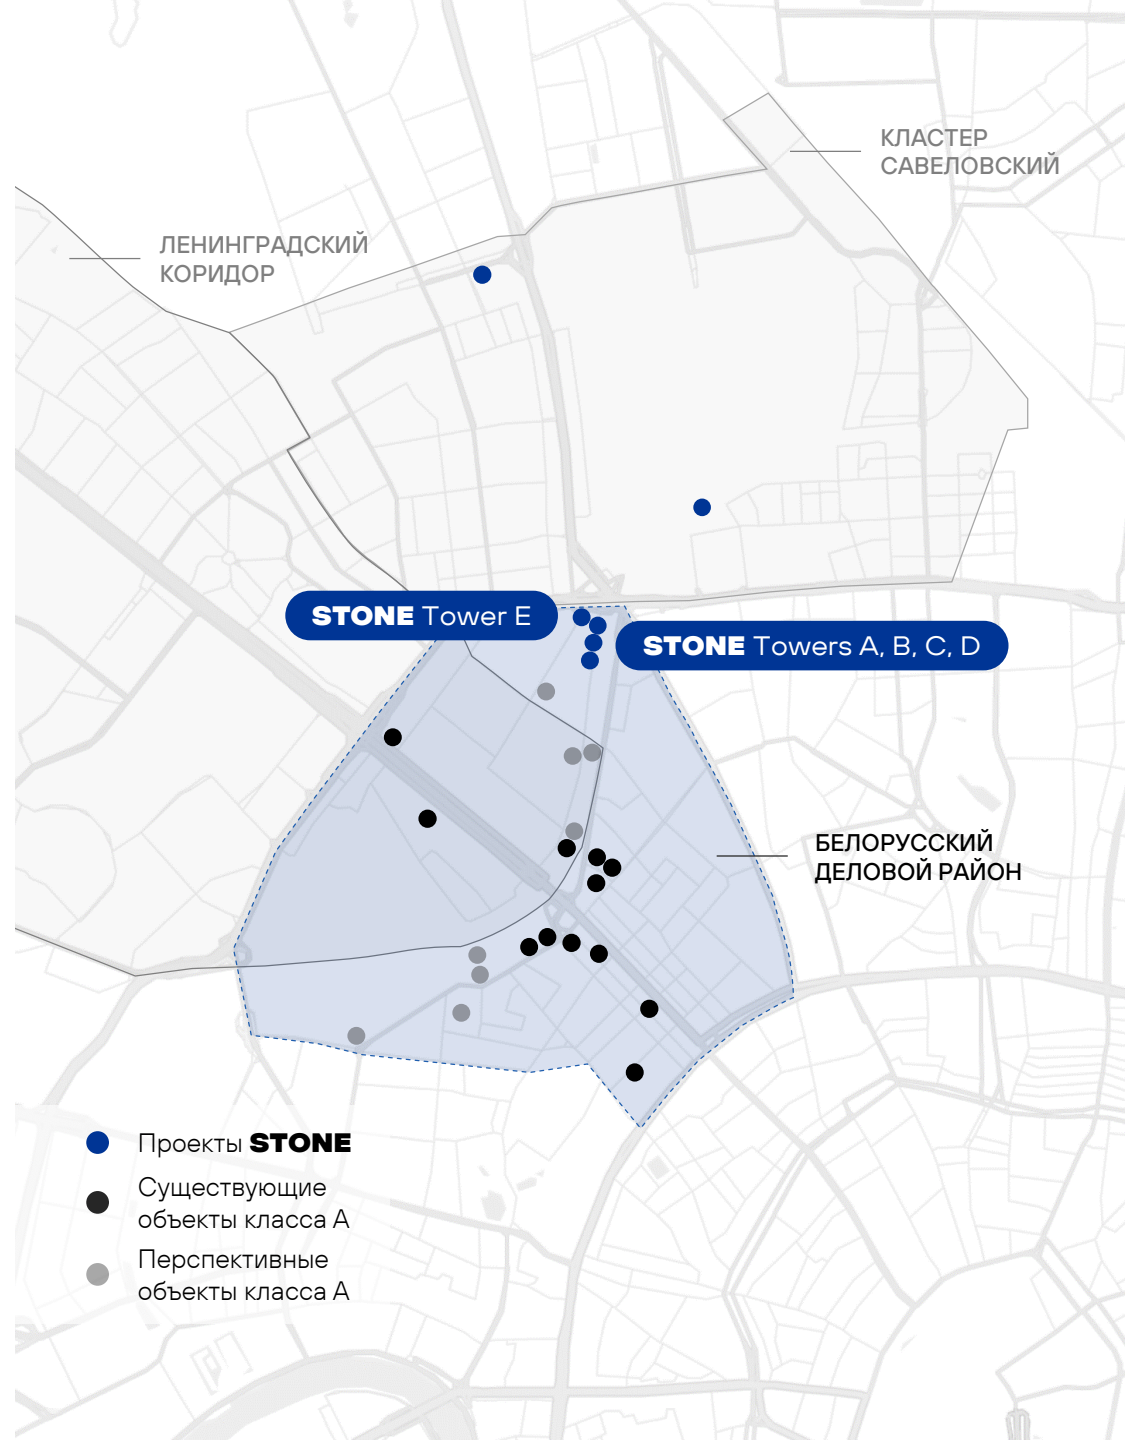 КЛАСТЕР
САВЕЛОВСКИЙ
ЛЕНИНГРАДСКИЙ
КОРИДОР
STONE Tower E
STONE Towers A, B, C, D
БЕЛОРУССКИЙ
ДЕЛОВОЙ РАЙОН
Проекты STONE
Существующие
объекты класса А
Перспективные
объекты класса А